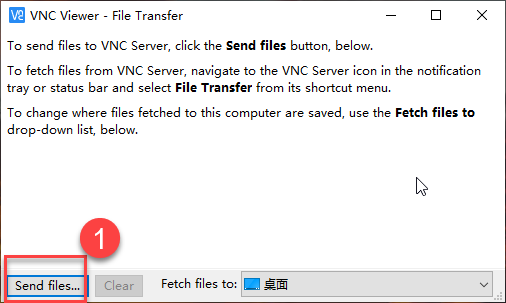 VNC Viewer - File Transfer
To send files to VNC Server, click the Send files button, below.
To fetch files from VNC Server, navigate to the VNC Server icon in the notification
tray or status bar and select File Transfer from its shortcut menu.
To change where files fetched to this computer are saved, use the Fetch files to
drop-down list, below.
1
Send files...
Clear
Fetch files to:
桌面